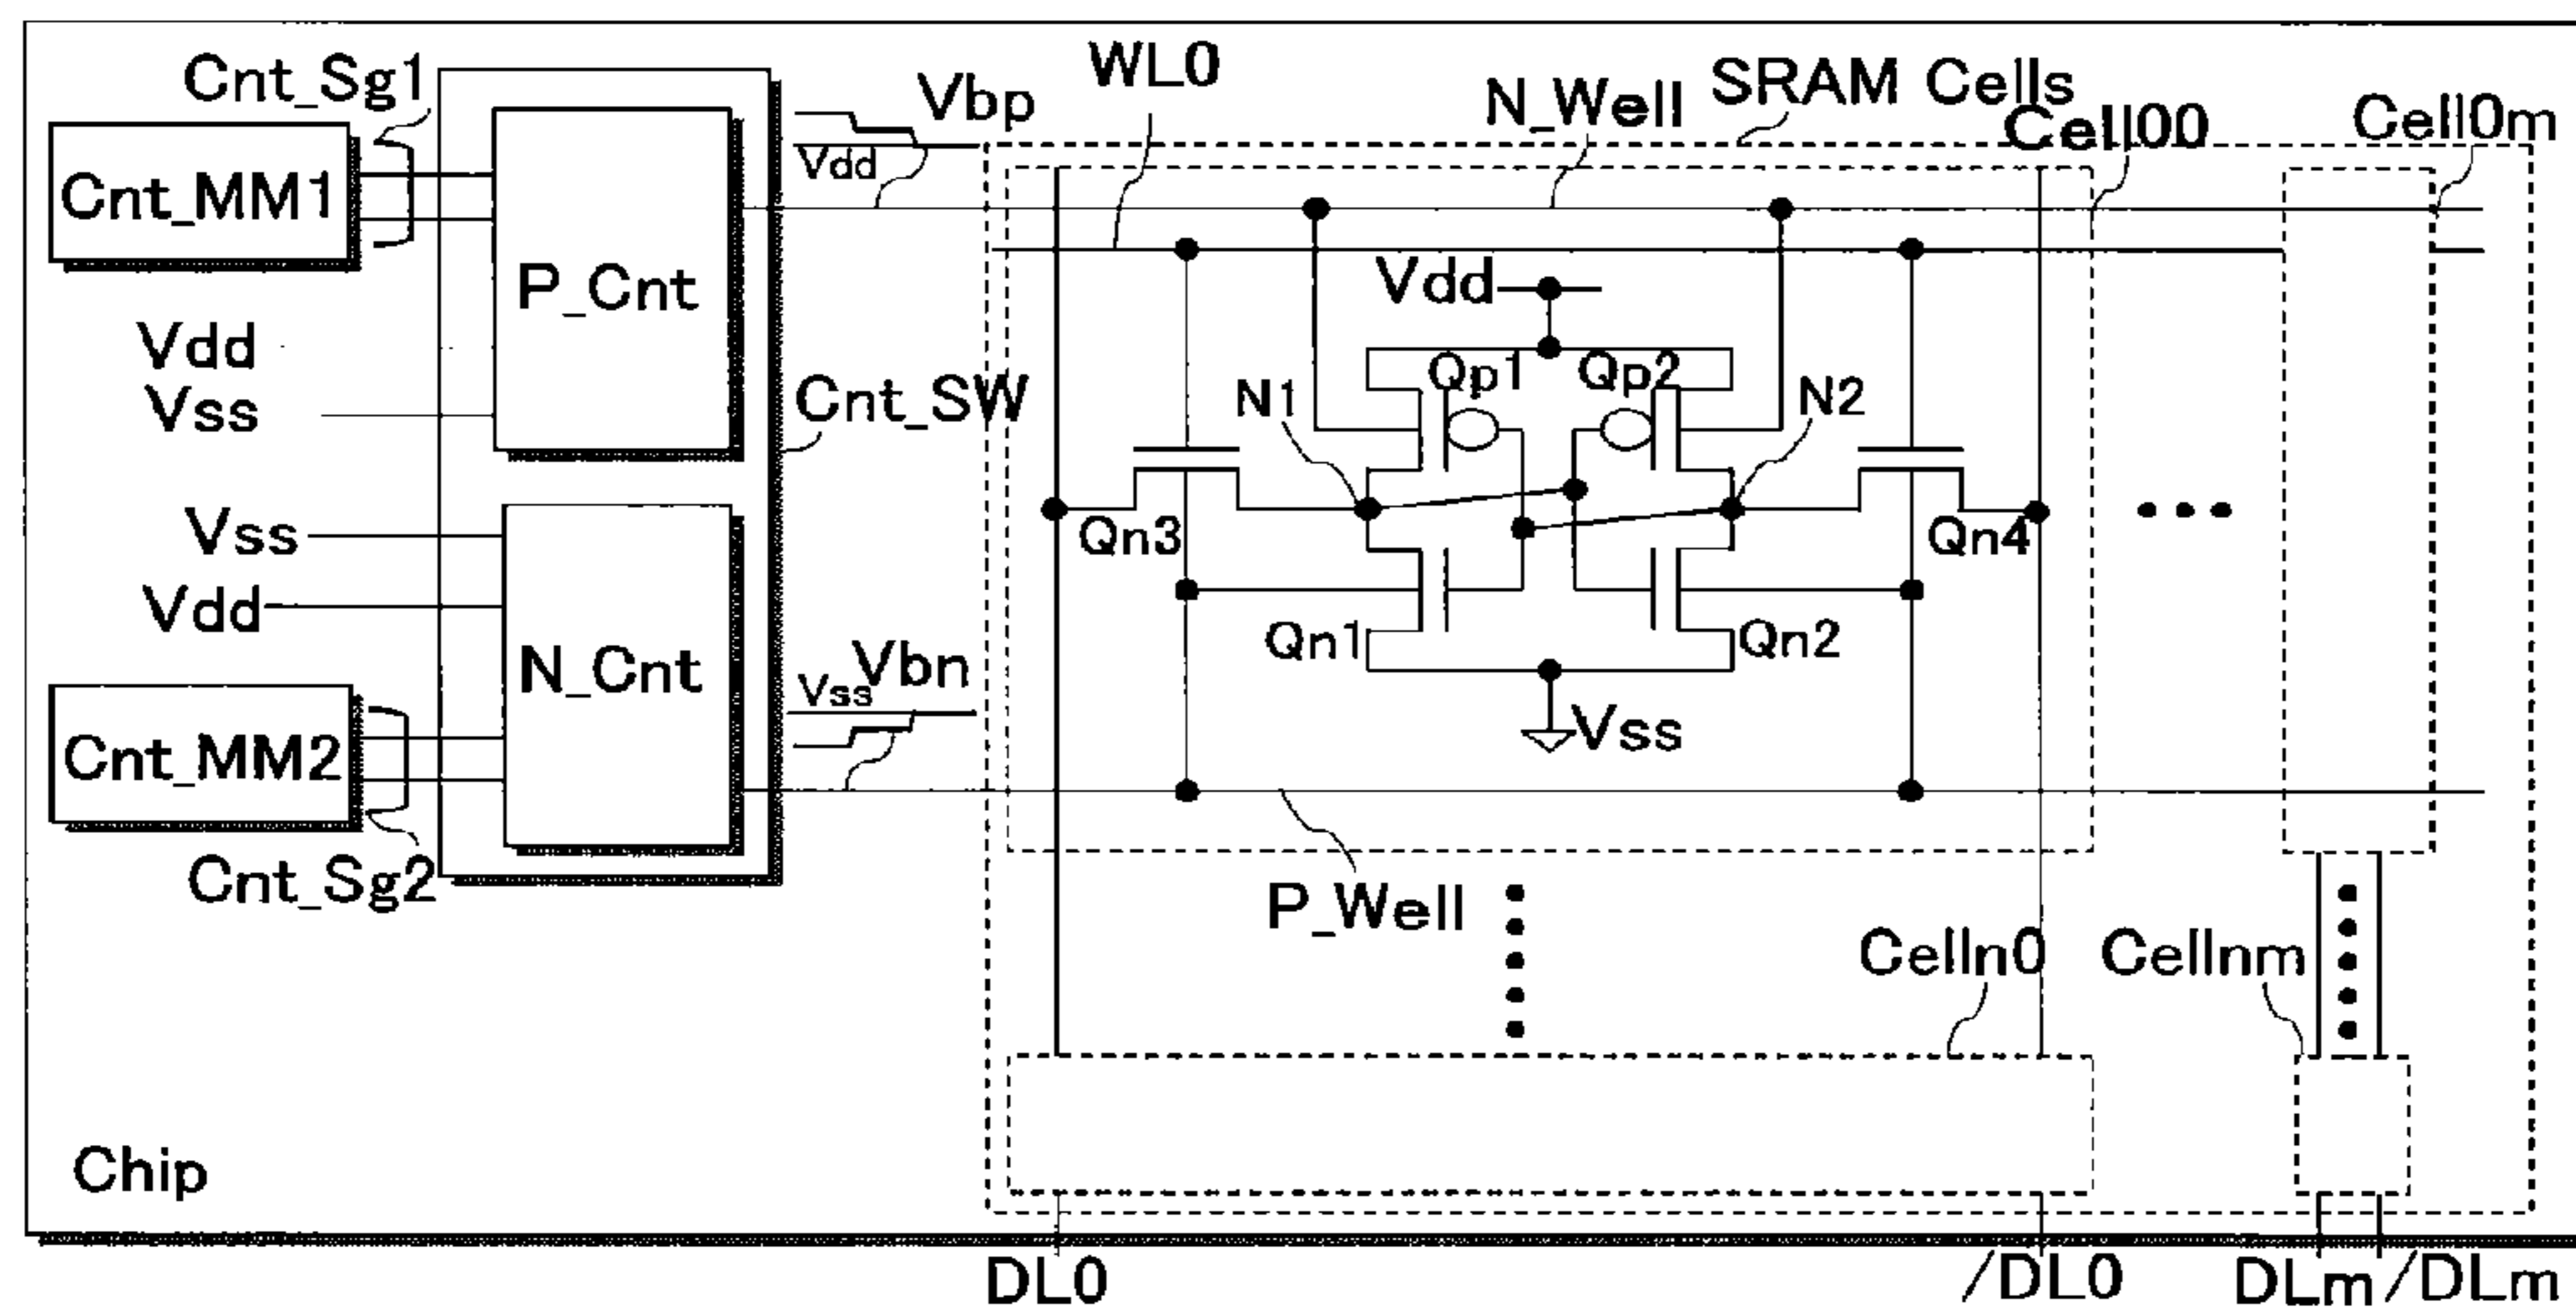 Cnt_Sg1
WL0
N_Well
SRAM Cells
Cell00
Cell0m
Vbp
Vdd
Cnt_MM1
P_Cnt
Vdd
Vss
Cnt_SW
Vdd
Qp1
Qp2
N1
N2
Qn3
Qn4
Vss
Vdd
N_Cnt
Qn1
Qn2
Vbn
Vss
Vss
Cnt_MM2
Cnt_Sg2
P_Well
Celln0
Cellnm
Chip
DL0
/DL0
DLm
/DLm